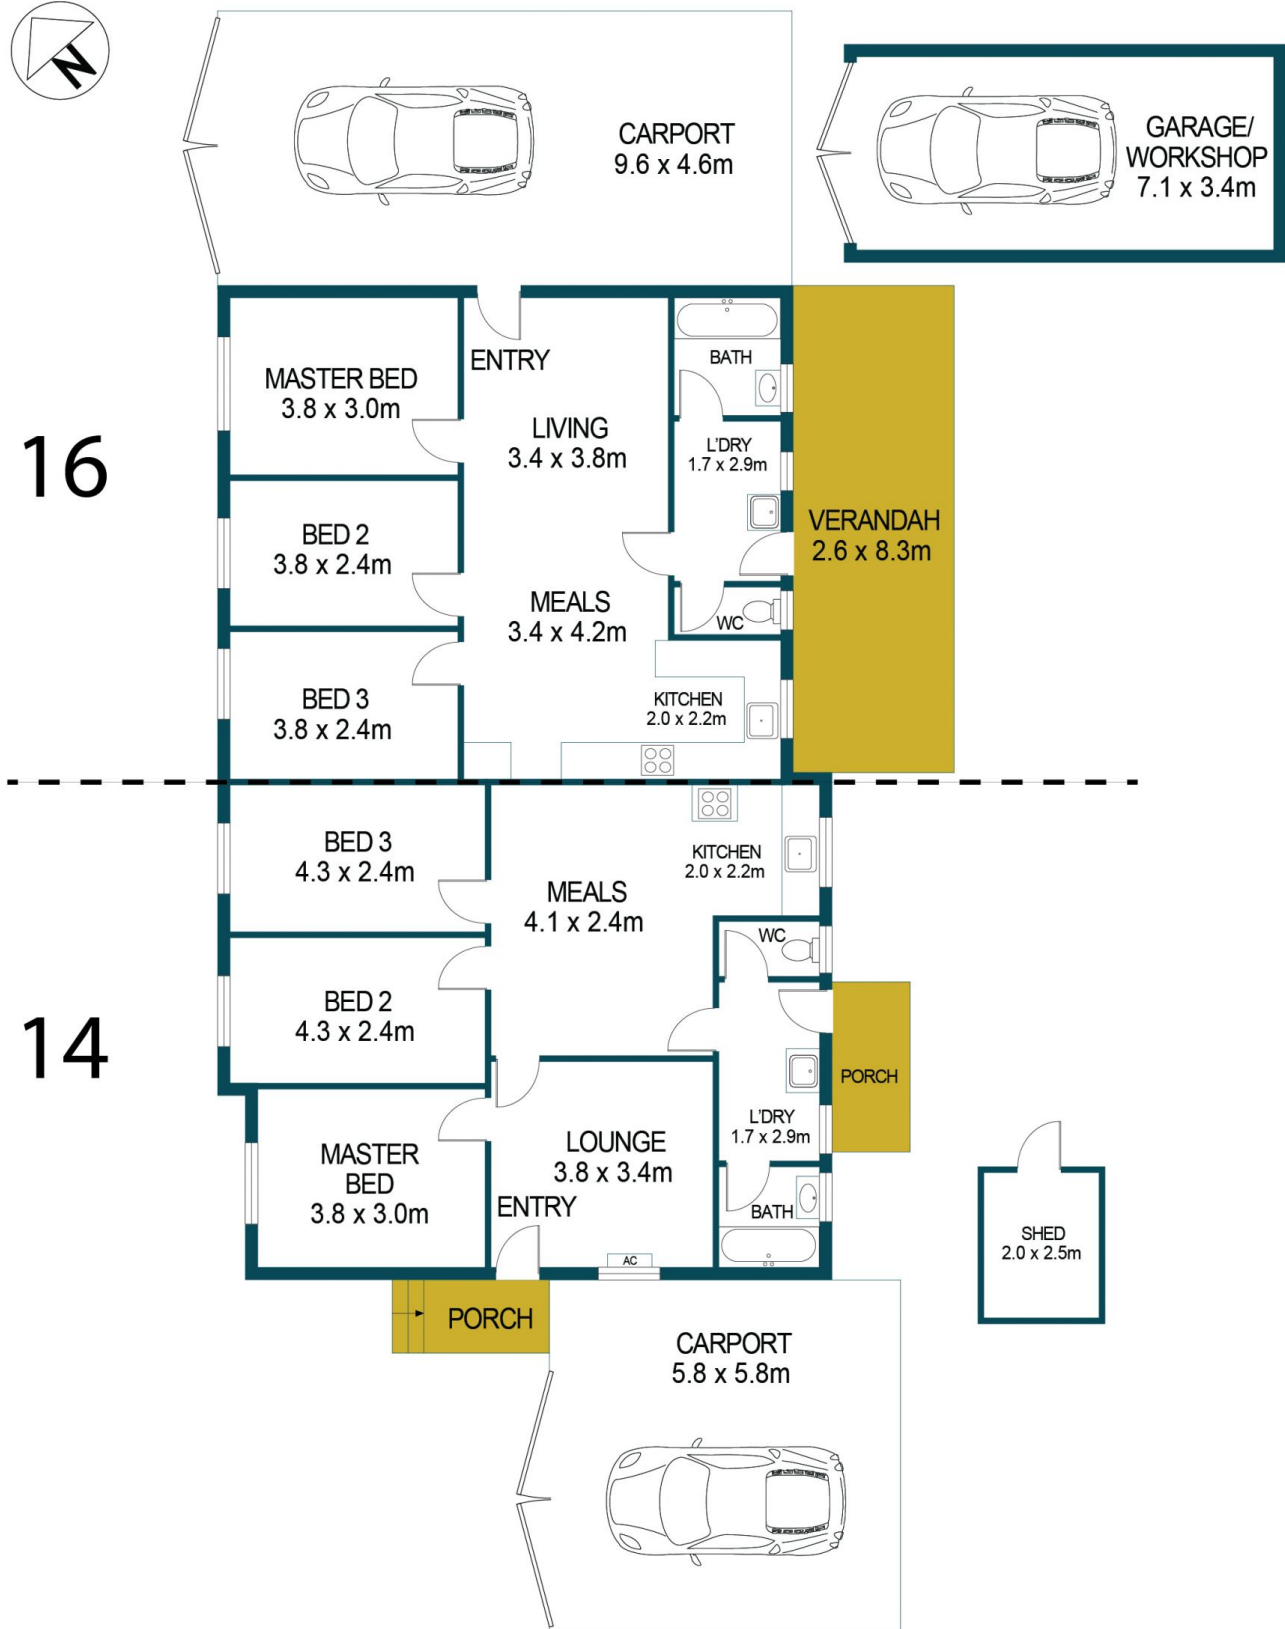 N
CARPORT
9.6 x 4.6m
GARAGE/
WORKSHOP
7.1 x 3.4m
ENTRY
BATH
MASTER BED
3.8 x 3.0m
LIVING
3.4 x 3.8m
L'DRY
1.7 x 2.9m
16
BED 2
3.8 x 2.4m
VERANDAH
2.6 x 8.3m
MEALS
3.4 x 4.2m
WC
BED 3
3.8 x 2.4m
KITCHEN
2.0 x 2.2m
BED 3
4.3 x 2.4m
KITCHEN
2.0 x 2.2m
MEALS
4.1 x 2.4m
WC
BED 2
4.3 x 2.4m
14
PORCH
L'DRY
1.7 x 2.9m
LOUNGE
3.8 x 3.4m
MASTER
BED
3.8 x 3.0m
ENTRY
BATH
SHED
2.0 x 2.5m
AC
PORCH
CARPORT
5.8 x 5.8m